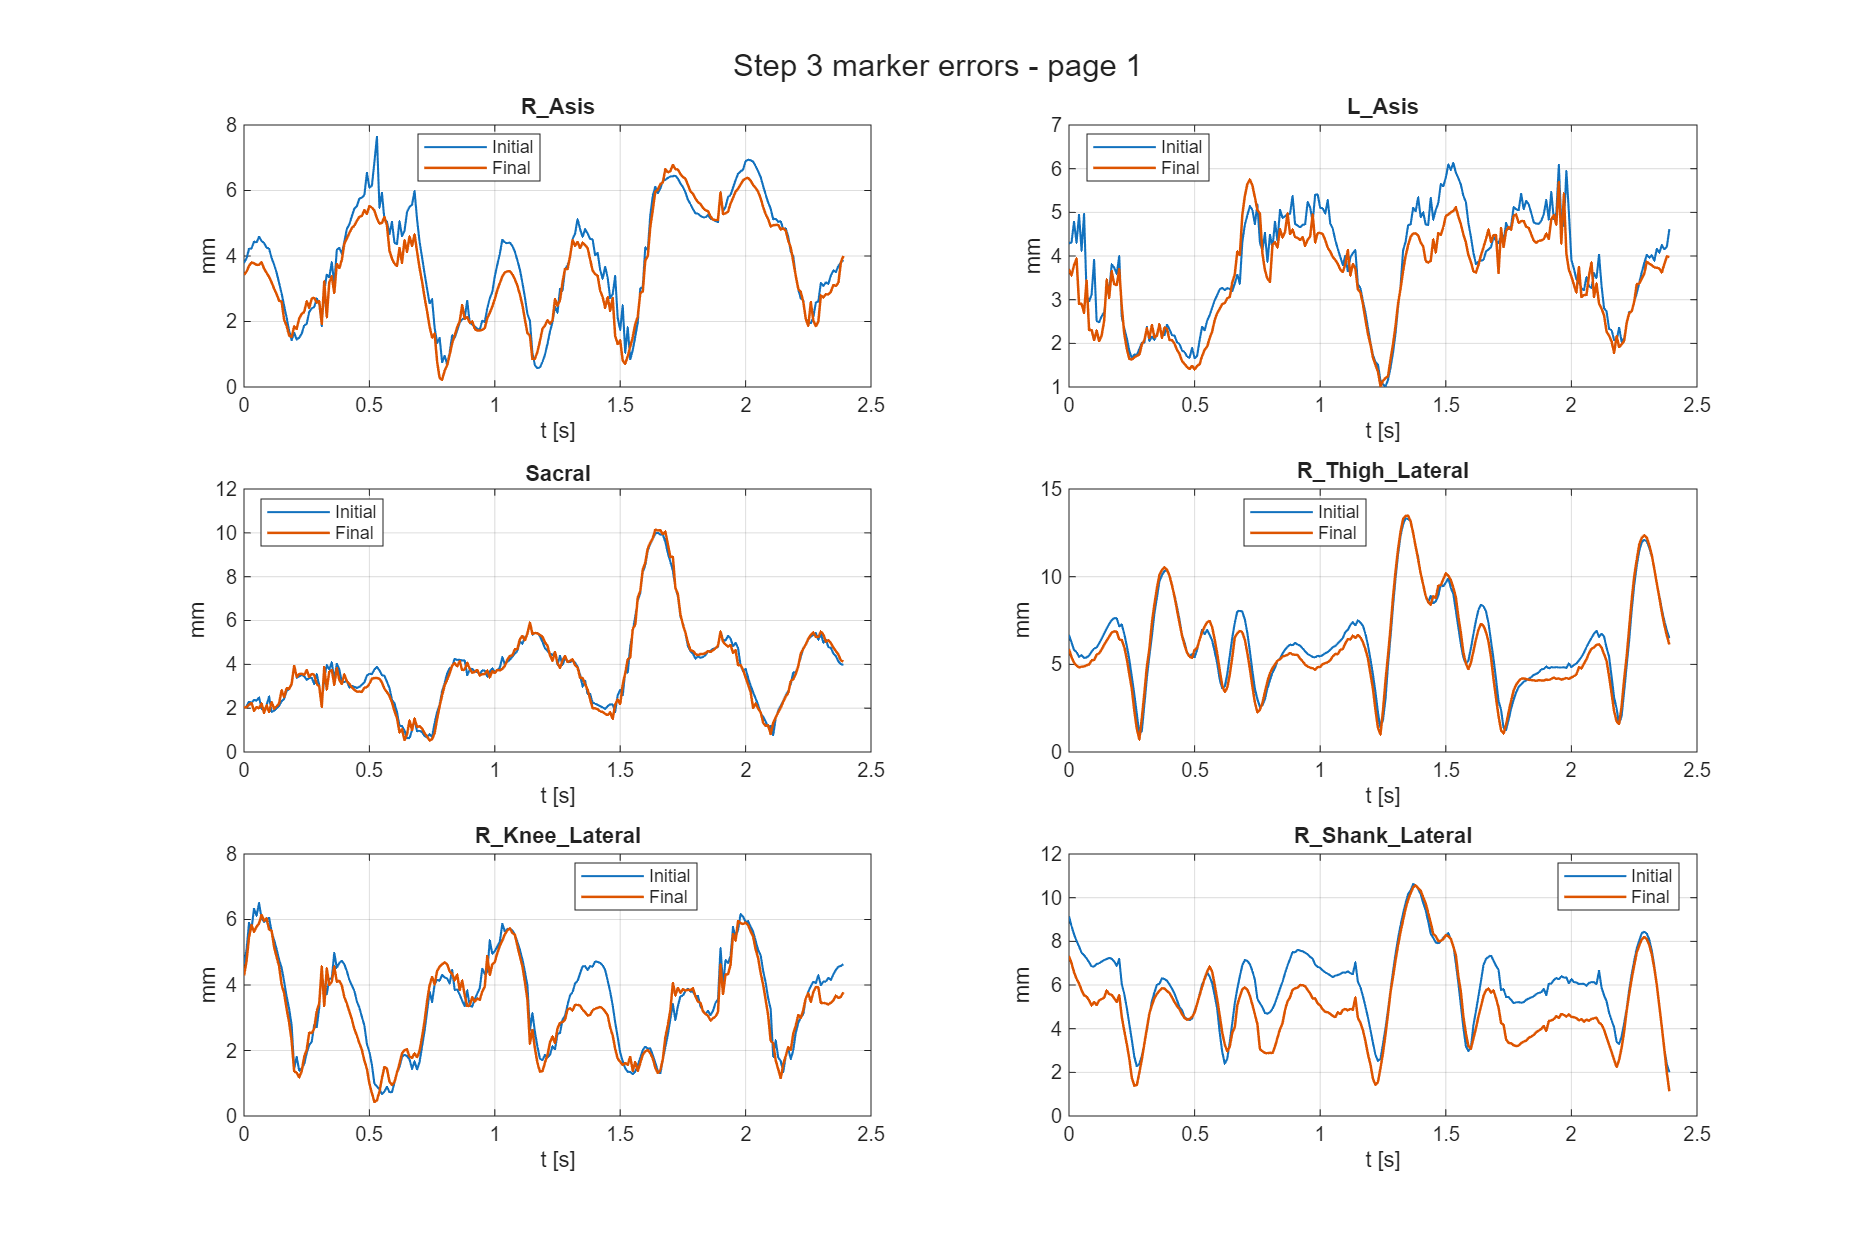 Step 3 marker errors - page 1
R_Asis
8
6
4
2
0
mm
Initial
Final
0 0.5 1 1.5 2 2.5
t [s]
L_Asis
7
6
5
4
3
2
1
mm
Initial
Final
0 0.5 1 1.5 2 2.5
t [s]
Sacral
12
10
8
6
4
2
0
mm
Initial
Final
0 0.5 1 1.5 2 2.5
t [s]
R_Thigh_Lateral
15
10
5
0
mm
Initial
Final
0 0.5 1 1.5 2 2.5
t [s]
R_Knee_Lateral
8
6
4
2
0
mm
Initial
Final
0 0.5 1 1.5 2 2.5
t [s]
R_Shank_Lateral
12
10
8
6
4
2
0
mm
Initial
Final
0 0.5 1 1.5 2 2.5
t [s]